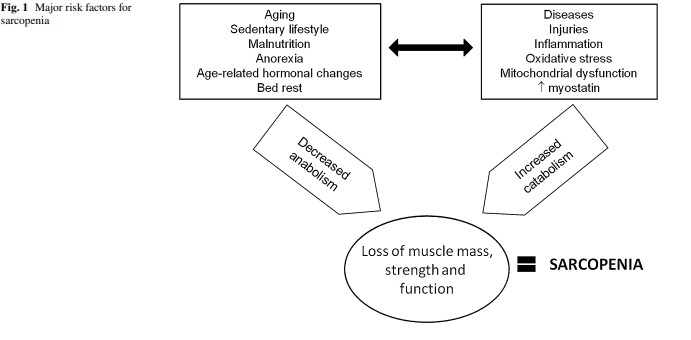 Fig. 1 Major risk factors for
sarcopenia
Aging
Sedentary lifestyle
Malnutrition
Anorexia
Age-related hormonal changes
Bed rest
Diseases
Injuries
Inflammation
Oxidative stress
Mitochondrial dysfunction
↑ myostatin
Decreased
anabolism
Increased
catabolism
Loss of muscle mass,
strength and
function
= SARCOPENIA